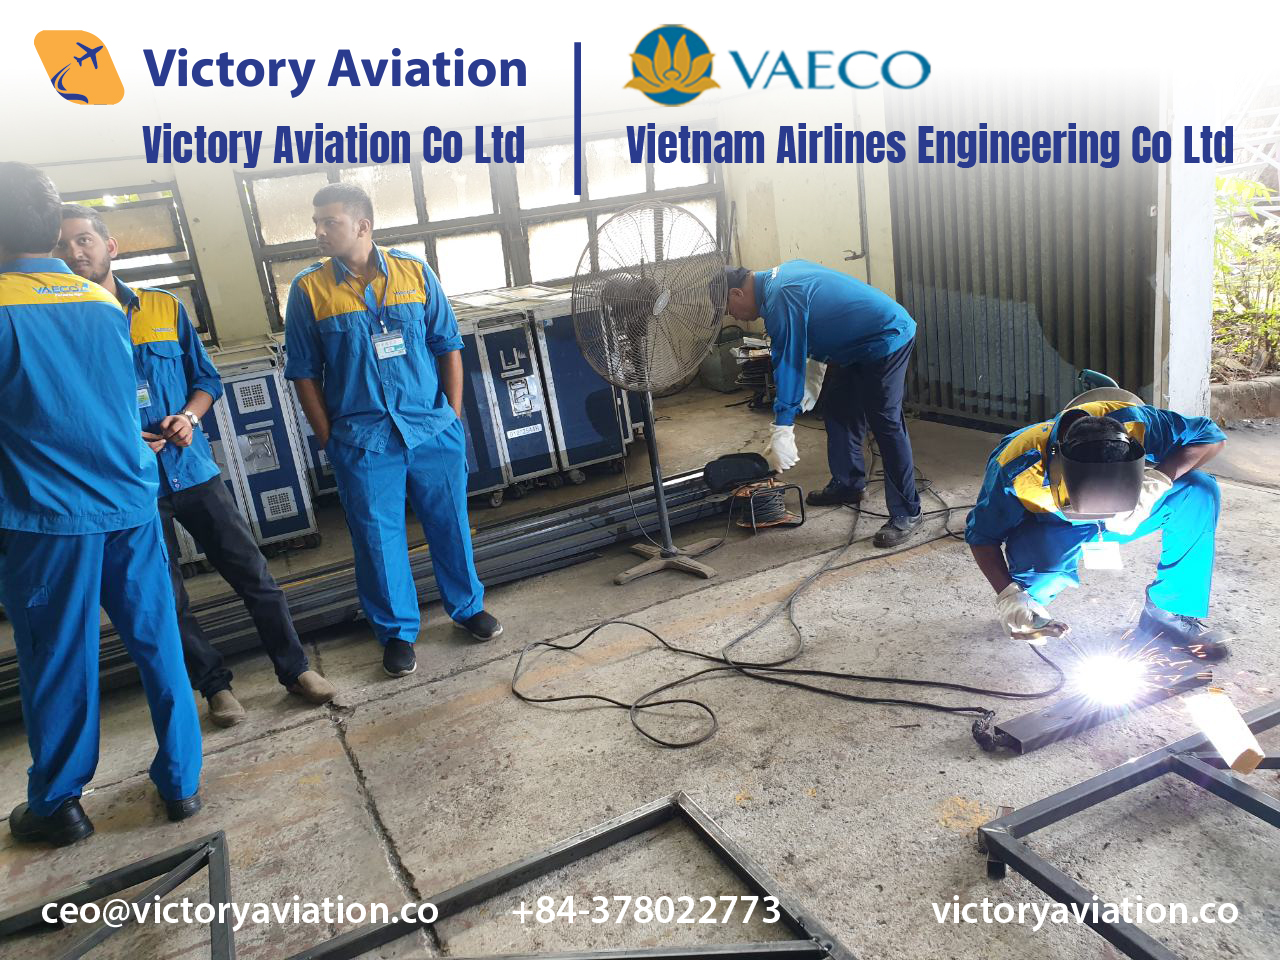 Victory Aviation
VAECO
Victory Aviation Co Ltd
Vietnam Airlines Engineering Co Ltd
VAECO
ceo@victoryaviation.co
+84-378022773
victoryaviation.co